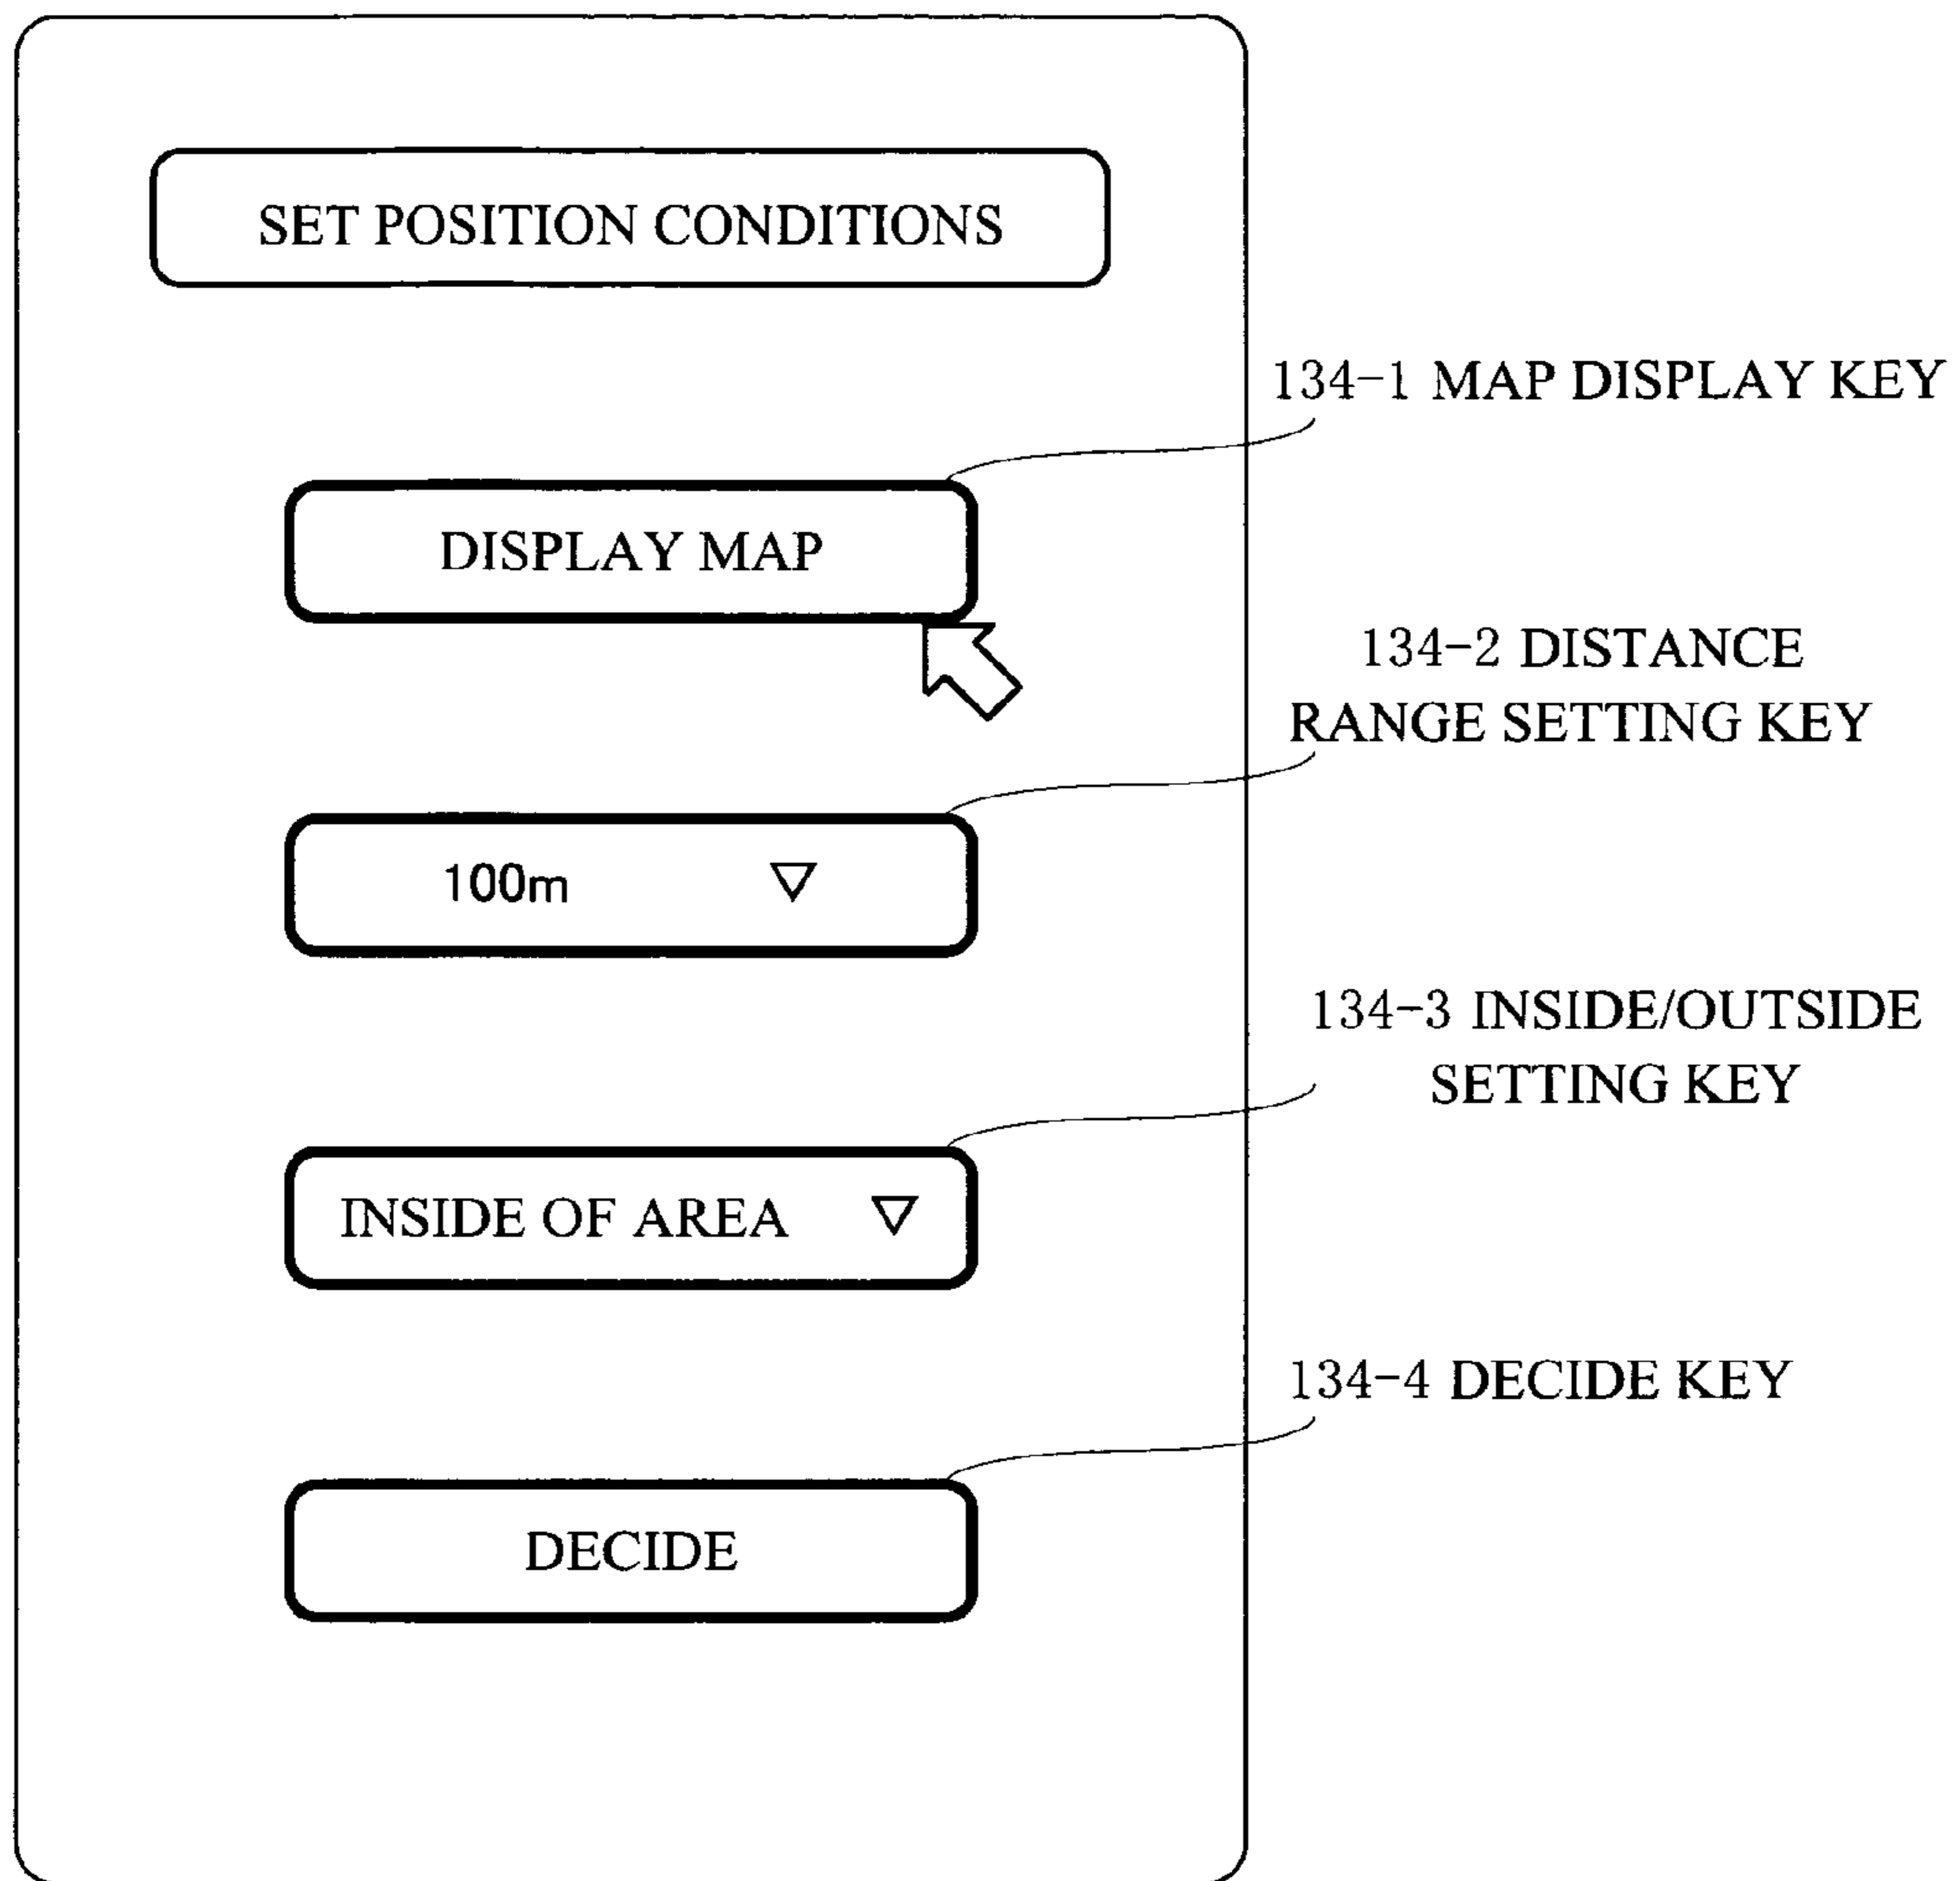 SET POSITION CONDITIONS
134-1 MAP DISPLAY KEY
DISPLAY MAP
134-2 DISTANCE
RANGE SETTING KEY
100m
134-3 INSIDE/OUTSIDE
SETTING KEY
INSIDE OF AREA
134-4 DECIDE KEY
DECIDE